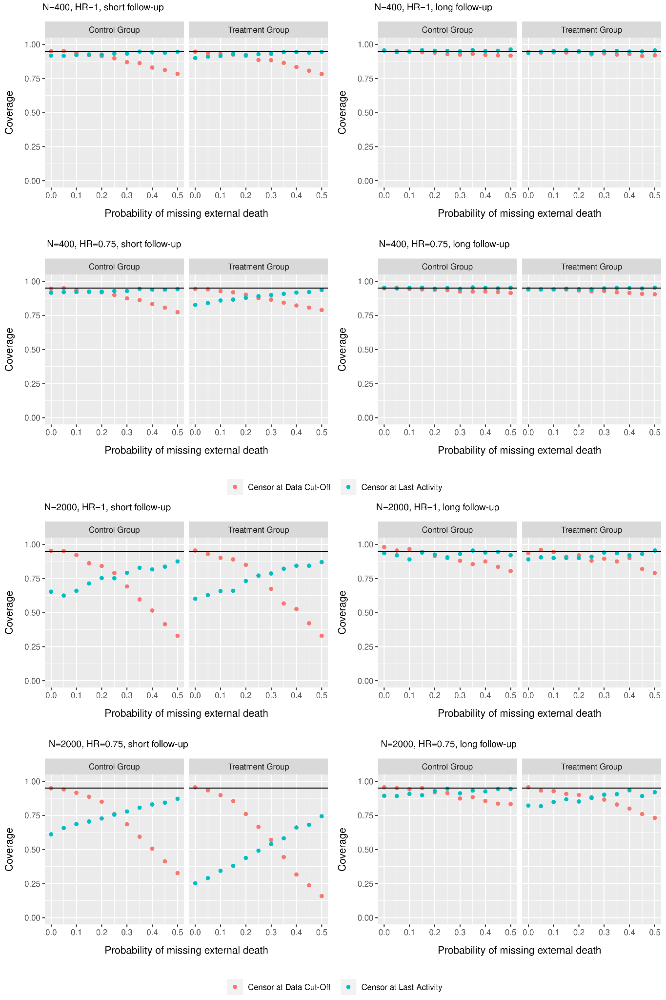 N=400, HR=1, short follow-up
Control Group
Treatment Group
1.00
0.75
0.50
0.25
0.00
Coverage
0.0 0.1 0.2 0.3 0.4 0.5
0.0 0.1 0.2 0.3 0.4 0.5
Probability of missing external death
N=400, HR=1, long follow-up
Control Group
Treatment Group
1.00
0.75
0.50
0.25
0.00
Coverage
0.0 0.1 0.2 0.3 0.4 0.5
0.0 0.1 0.2 0.3 0.4 0.5
Probability of missing external death
N=400, HR=0.75, short follow-up
Control Group
Treatment Group
1.00
0.75
0.50
0.25
0.00
Coverage
0.0 0.1 0.2 0.3 0.4 0.5
0.0 0.1 0.2 0.3 0.4 0.5
Probability of missing external death
N=400, HR=0.75, long follow-up
Control Group
Treatment Group
1.00
0.75
0.50
0.25
0.00
Coverage
0.0 0.1 0.2 0.3 0.4 0.5
0.0 0.1 0.2 0.3 0.4 0.5
Probability of missing external death
Censor at Data Cut-Off
Censor at Last Activity
N=2000, HR=1, short follow-up
Control Group
Treatment Group
1.00
0.75
0.50
0.25
0.00
Coverage
0.0 0.1 0.2 0.3 0.4 0.5
0.0 0.1 0.2 0.3 0.4 0.5
Probability of missing external death
N=2000, HR=1, long follow-up
Control Group
Treatment Group
1.00
0.75
0.50
0.25
0.00
Coverage
0.0 0.1 0.2 0.3 0.4 0.5
0.0 0.1 0.2 0.3 0.4 0.5
Probability of missing external death
N=2000, HR=0.75, short follow-up
Control Group
Treatment Group
1.00
0.75
0.50
0.25
0.00
Coverage
0.0 0.1 0.2 0.3 0.4 0.5
0.0 0.1 0.2 0.3 0.4 0.5
Probability of missing external death
N=2000, HR=0.75, long follow-up
Control Group
Treatment Group
1.00
0.75
0.50
0.25
0.00
Coverage
0.0 0.1 0.2 0.3 0.4 0.5
0.0 0.1 0.2 0.3 0.4 0.5
Probability of missing external death
Censor at Data Cut-Off
Censor at Last Activity